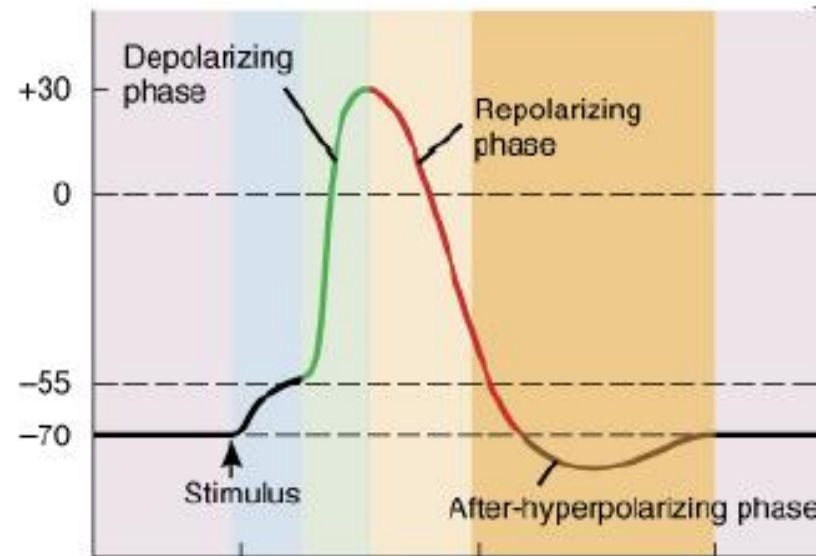 Depolarizing
phase
+30
Repolarizing
phase
0
–55
–70
Stimulus
After-hyperpolarizing phase